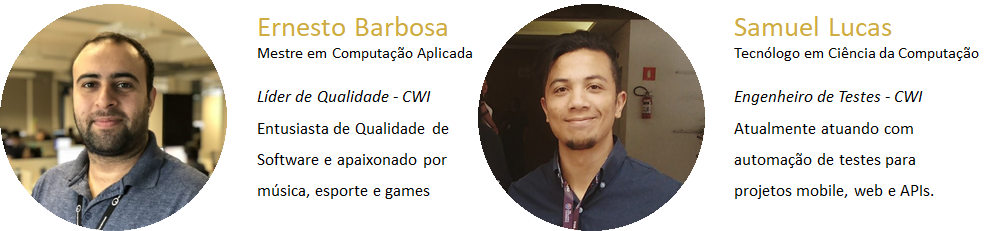 Ernesto Barbosa
Mestre em Computação Aplicada
Líder de Qualidade - CWI
Entusiasta de Qualidade de
Software e apaixonado por
música, esporte e games
Samuel Lucas
Tecnólogo em Ciência da Computação
Engenheiro de Testes - CWI
Atualmente atuando com
automação de testes para
projetos mobile, web e APIs.